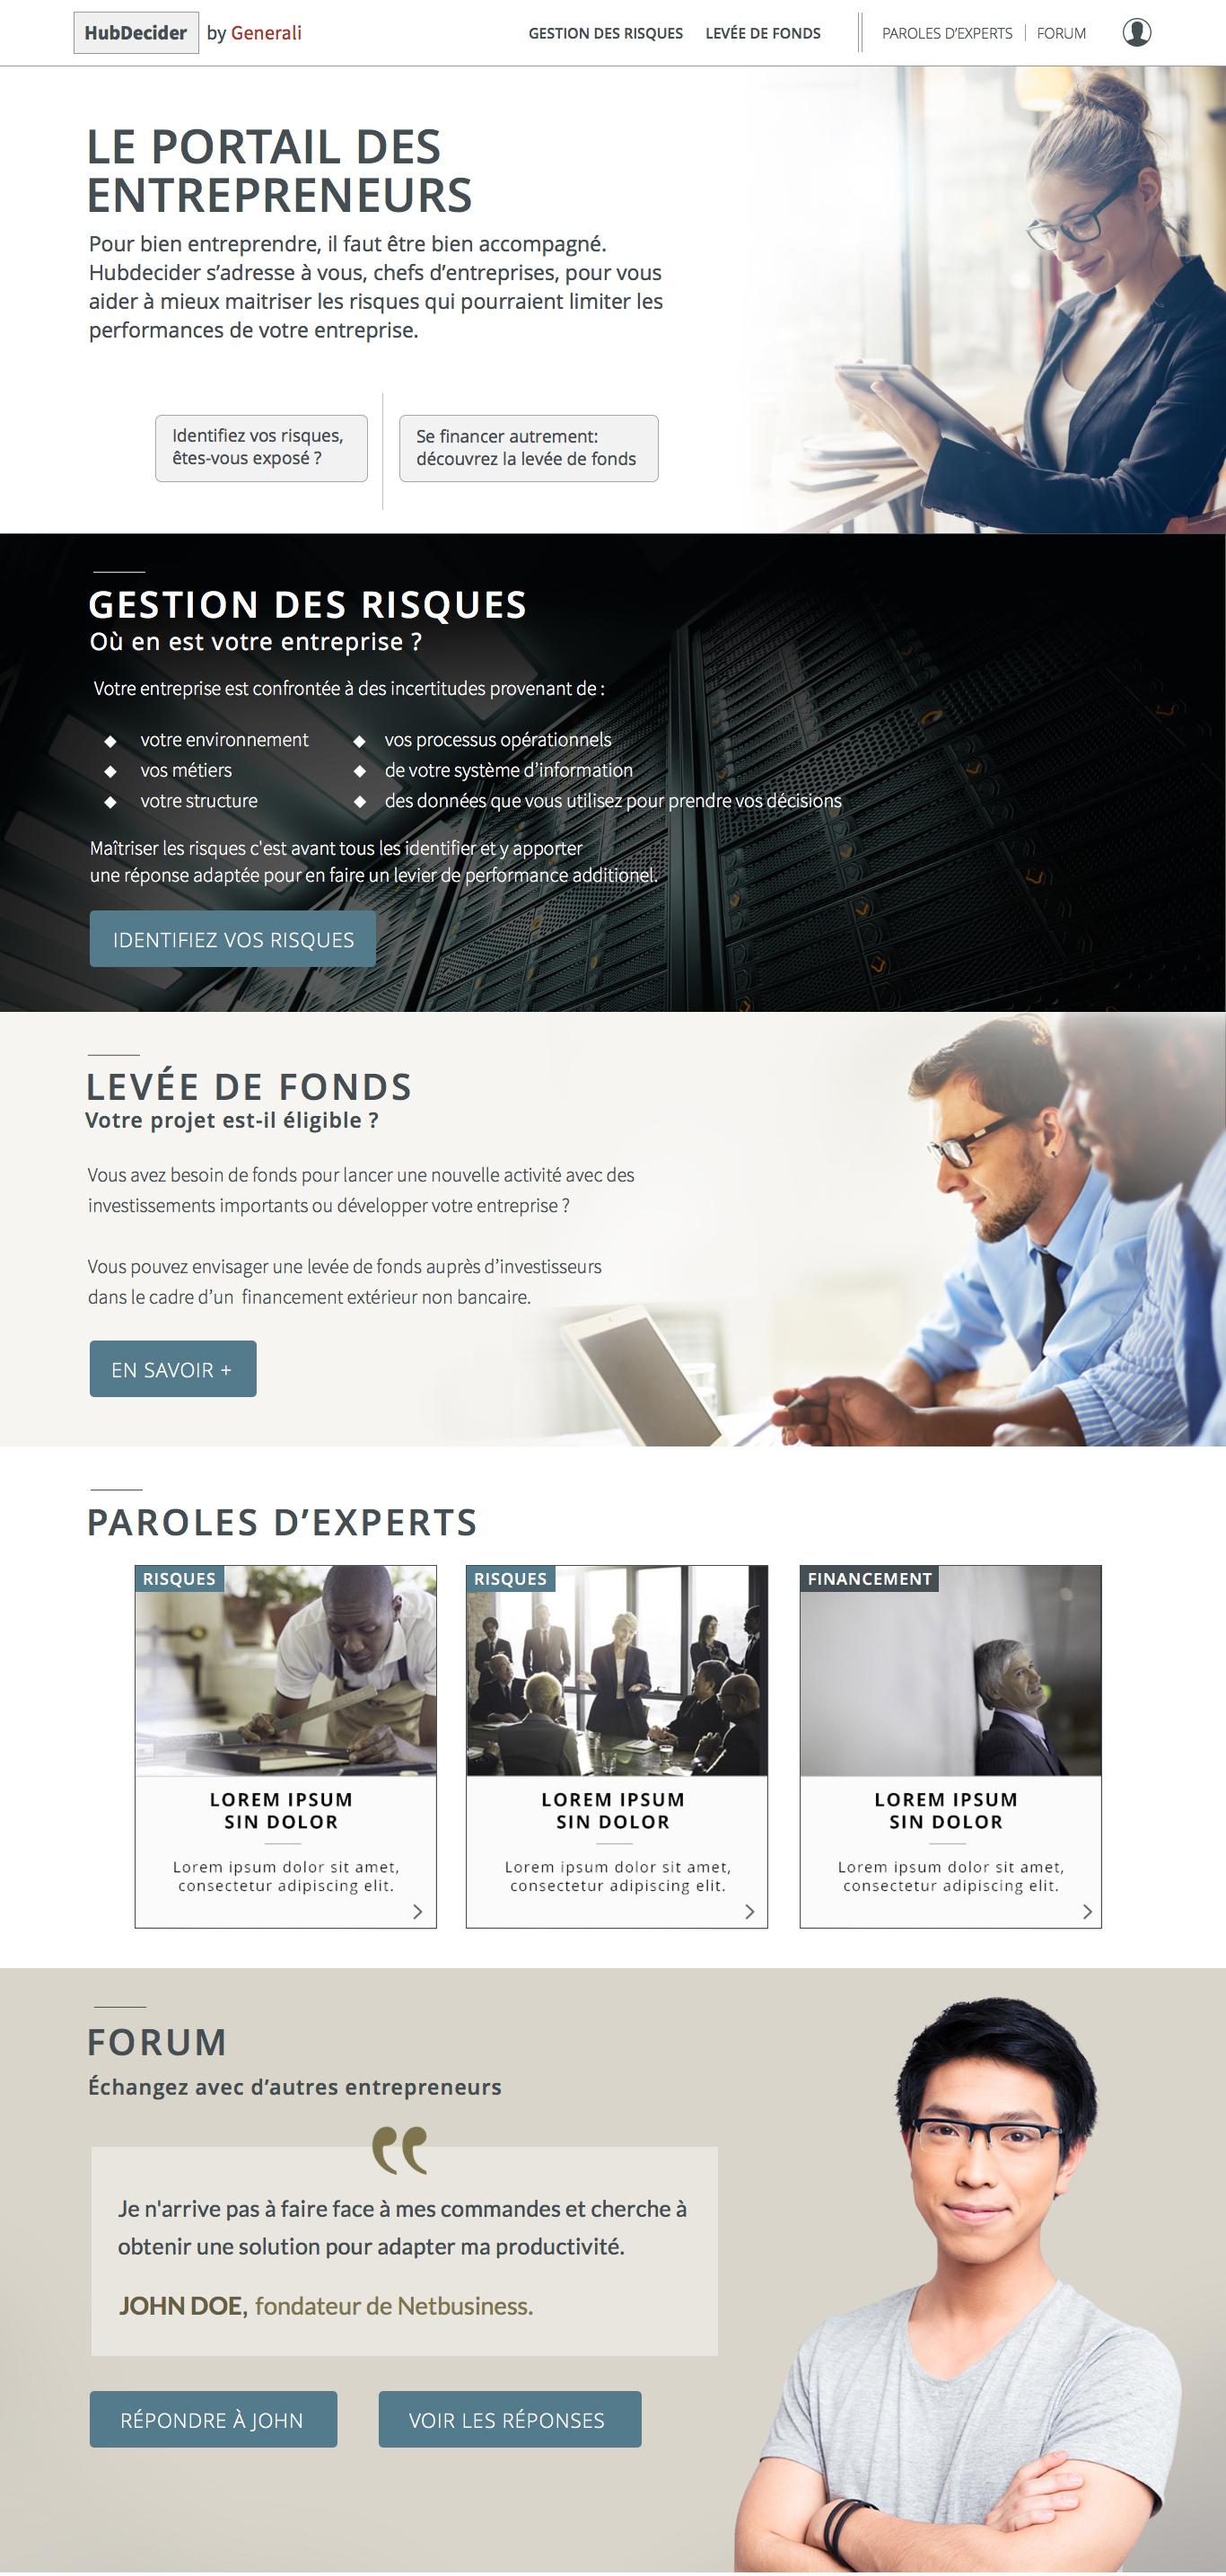 HubDecider by Generali
GESTION DES RISQUES
LEVÉE DE FONDS
PAROLES D’EXPERTS
FORUM
LE PORTAIL DES
ENTREPRENEURS
Pour bien entreprendre, il faut être bien accompagné.
Hubdecider s’adresse à vous, chefs d’entreprises, pour vous
aider à mieux maitriser les risques qui pourraient limiter les
performances de votre entreprise.
Identifiez vos risques,
êtes-vous exposé ?
Se financer autrement:
découvrez la levée de fonds
GESTION DES RISQUES
Où en est votre entreprise ?
Votre entreprise est confrontée à des incertitudes provenant de :
votre environnement
vos métiers
votre structure
vos processus opérationnels
de votre système d’information
des données que vous utilisez pour prendre vos décisions
Maîtriser les risques c'est avant tous les identifier et y apporter
une réponse adaptée pour en faire un levier de performance additionel.
IDENTIFIEZ VOS RISQUES
LEVÉE DE FONDS
Votre projet est-il éligible ?
Vous avez besoin de fonds pour lancer une nouvelle activité avec des
investissements importants ou développer votre entreprise ?
Vous pouvez envisager une levée de fonds auprès d’investisseurs
dans le cadre d’un  financement extérieur non bancaire.
EN SAVOIR +
PAROLES D’EXPERTS
RISQUES
LOREM IPSUM
SIN DOLOR
Lorem ipsum dolor sit amet,
consectetur adipiscing elit.
RISQUES
LOREM IPSUM
SIN DOLOR
Lorem ipsum dolor sit amet,
consectetur adipiscing elit.
FINANCEMENT
LOREM IPSUM
SIN DOLOR
Lorem ipsum dolor sit amet,
consectetur adipiscing elit.
FORUM
Échangez avec d’autres entrepreneurs
“
Je n'arrive pas à faire face à mes commandes et cherche à
obtenir une solution pour adapter ma productivité.
JOHN DOE, fondateur de Netbusiness.
RÉPONDRE À JOHN
VOIR LES RÉPONSES